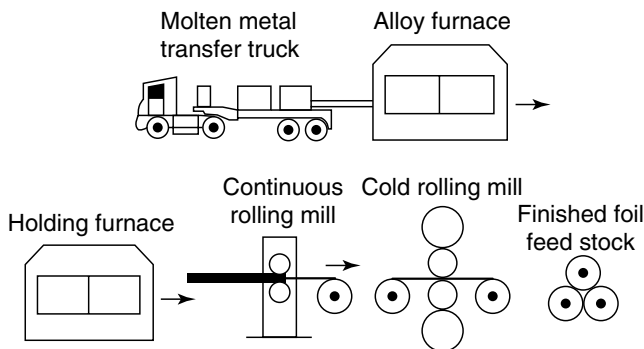 Molten metal
transfer truck
Alloy furnace
Holding furnace
Continuous
rolling mill
Cold rolling mill
Finished foil
feed stock